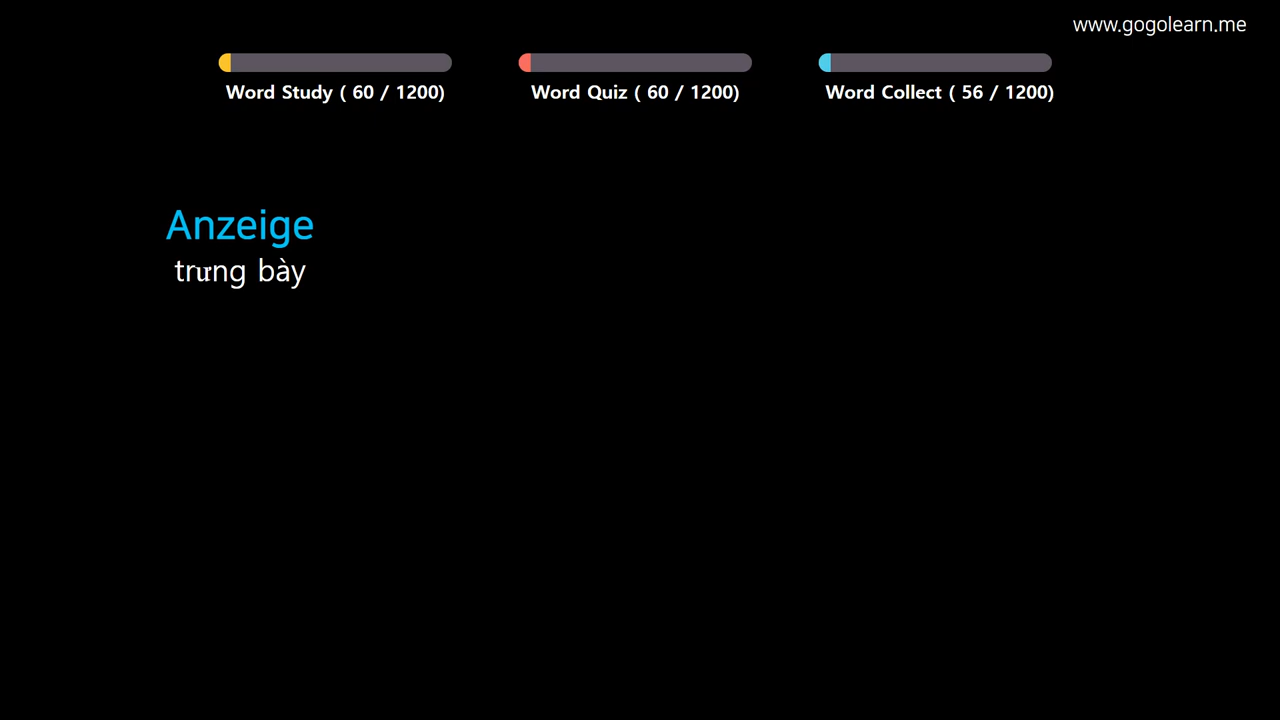 www.gogolearn.me
Word Study ( 60 / 1200)
Word Quiz ( 60 / 1200)
Word Collect ( 56 / 1200)
Anzeige
trưng bày